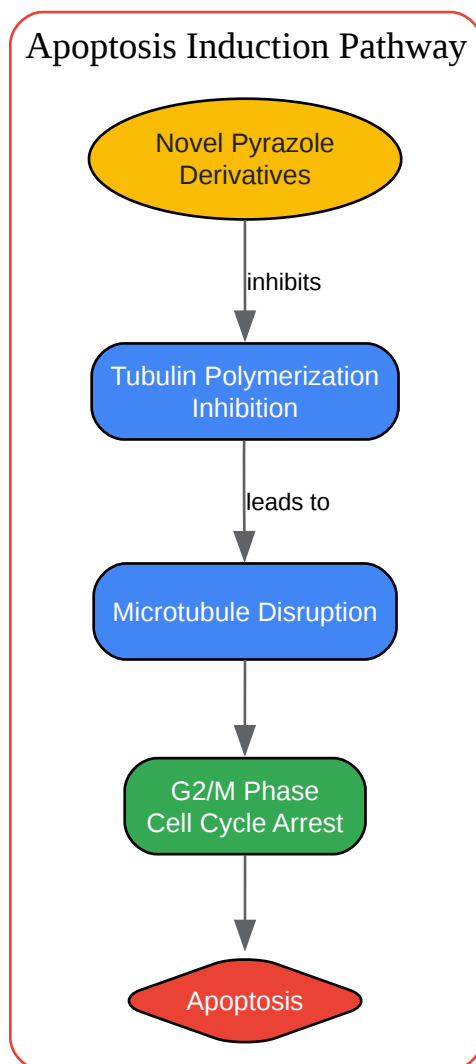 Apoptosis Induction Pathway
Novel Pyrazole
Derivatives
inhibits
Tubulin Polymerization
Inhibition
leads to
Microtubule Disruption
G2/M Phase
Cell Cycle Arrest
Apoptosis